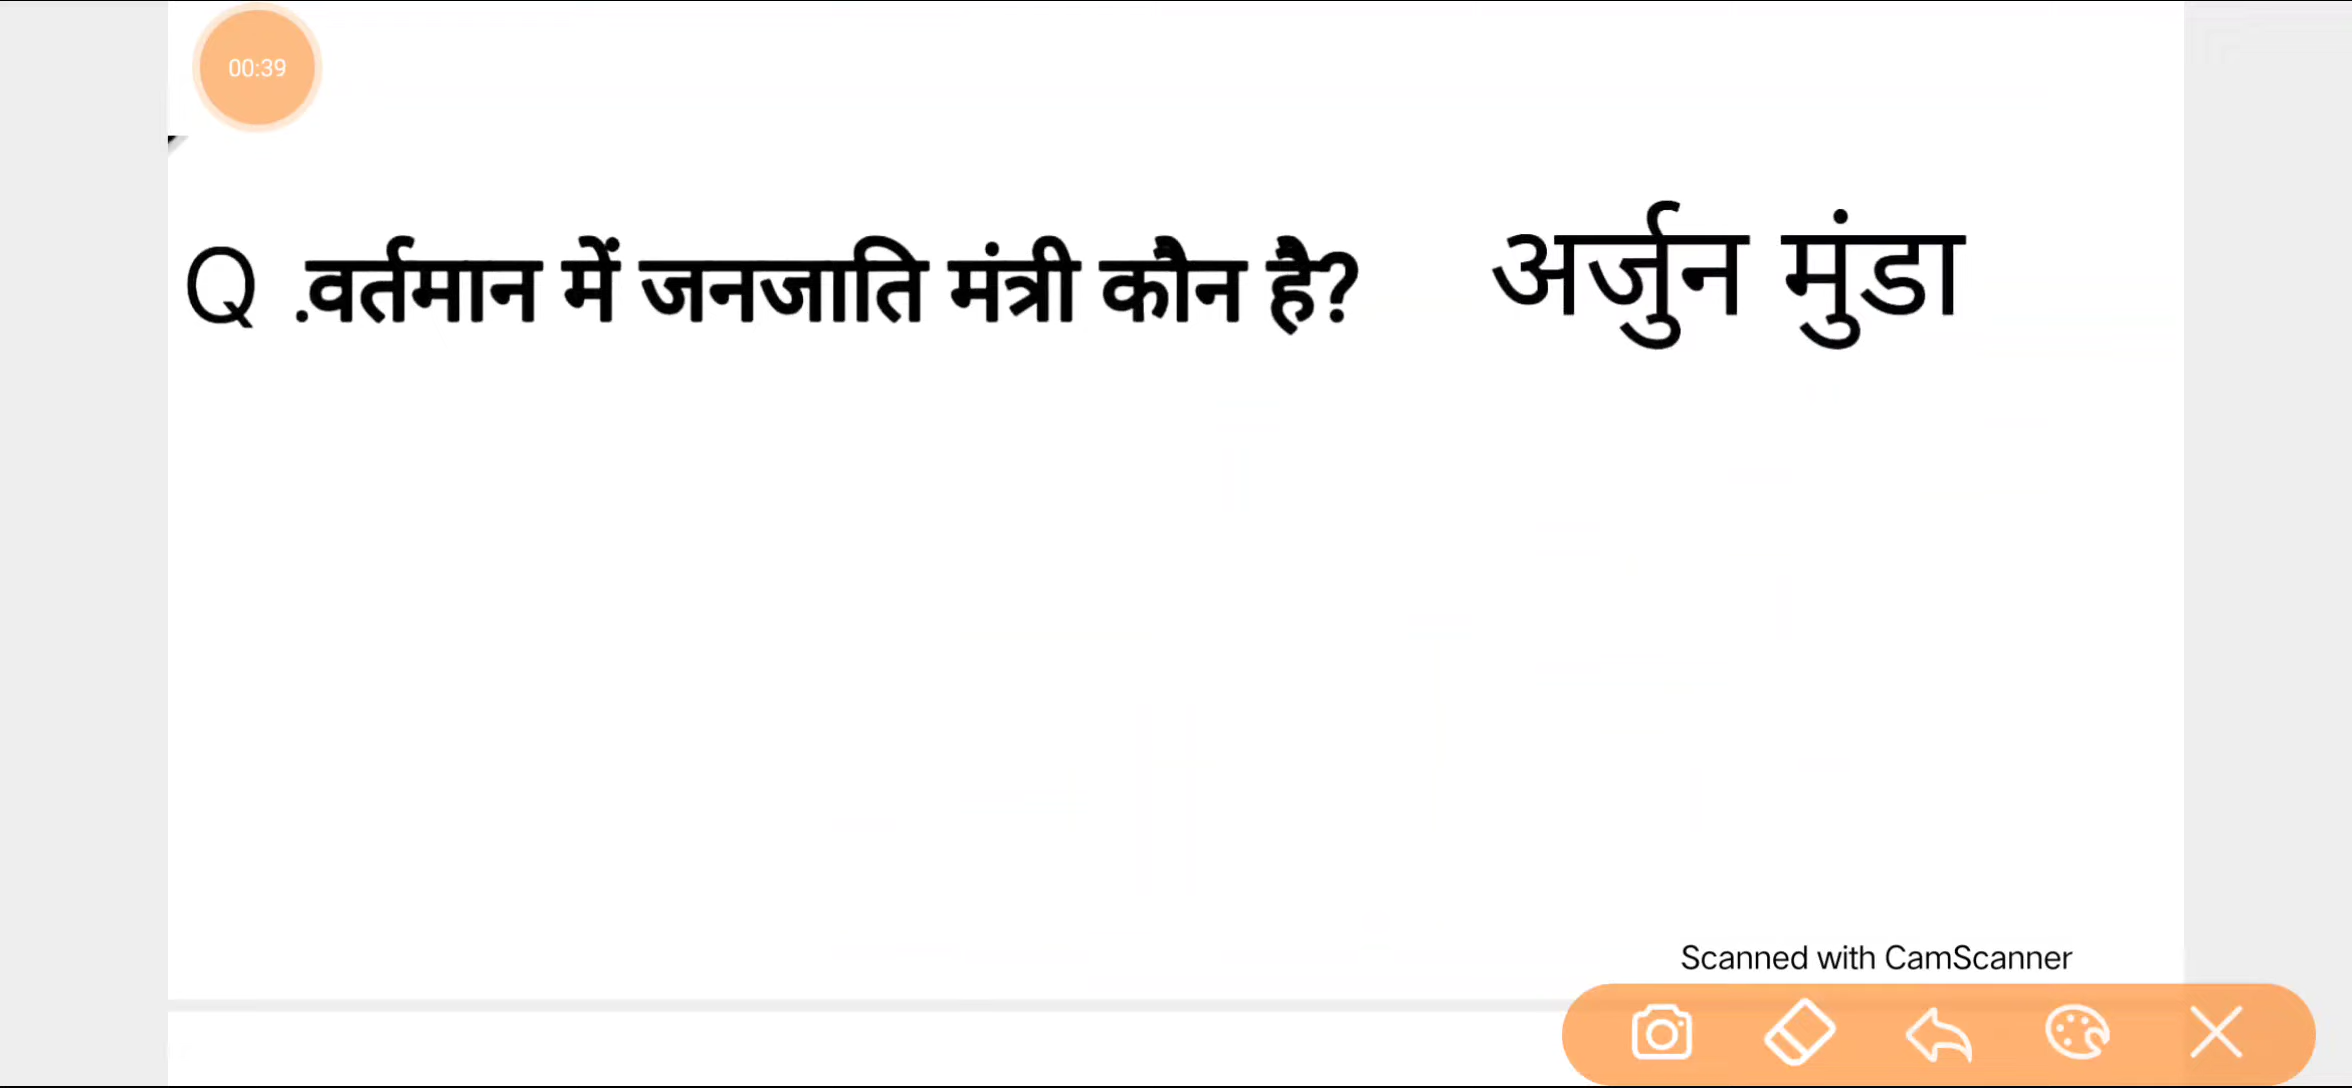 00:39
Q .वर्तमान में जनजाति मंत्री कौन है? अर्जुन मुंडा
Scanned with CamScanner